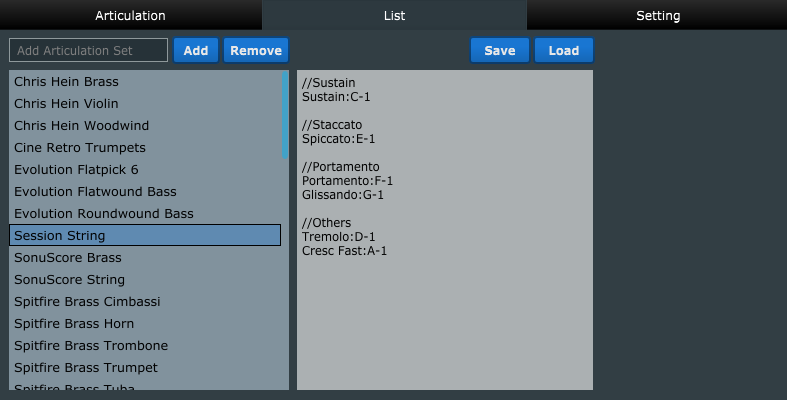 Articulation
List
Setting
Add Articulation Set
Add
Remove
Save
Load
Chris Hein Brass
Chris Hein Violin
Chris Hein Woodwind
Cine Retro Trumpets
Evolution Flatpick 6
Evolution Flatwound Bass
Evolution Roundwound Bass
Session String
SonuScore Brass
SonuScore String
Spitfire Brass Cimbassi
Spitfire Brass Horn
Spitfire Brass Trombone
Spitfire Brass Trumpet
Spitfire Brass Tuba
//Sustain
Sustain:C-1
//Staccato
Spiccato:E-1
//Portamento
Portamento:F-1
Glissando:G-1
//Others
Tremolo:D-1
Cresc Fast:A-1